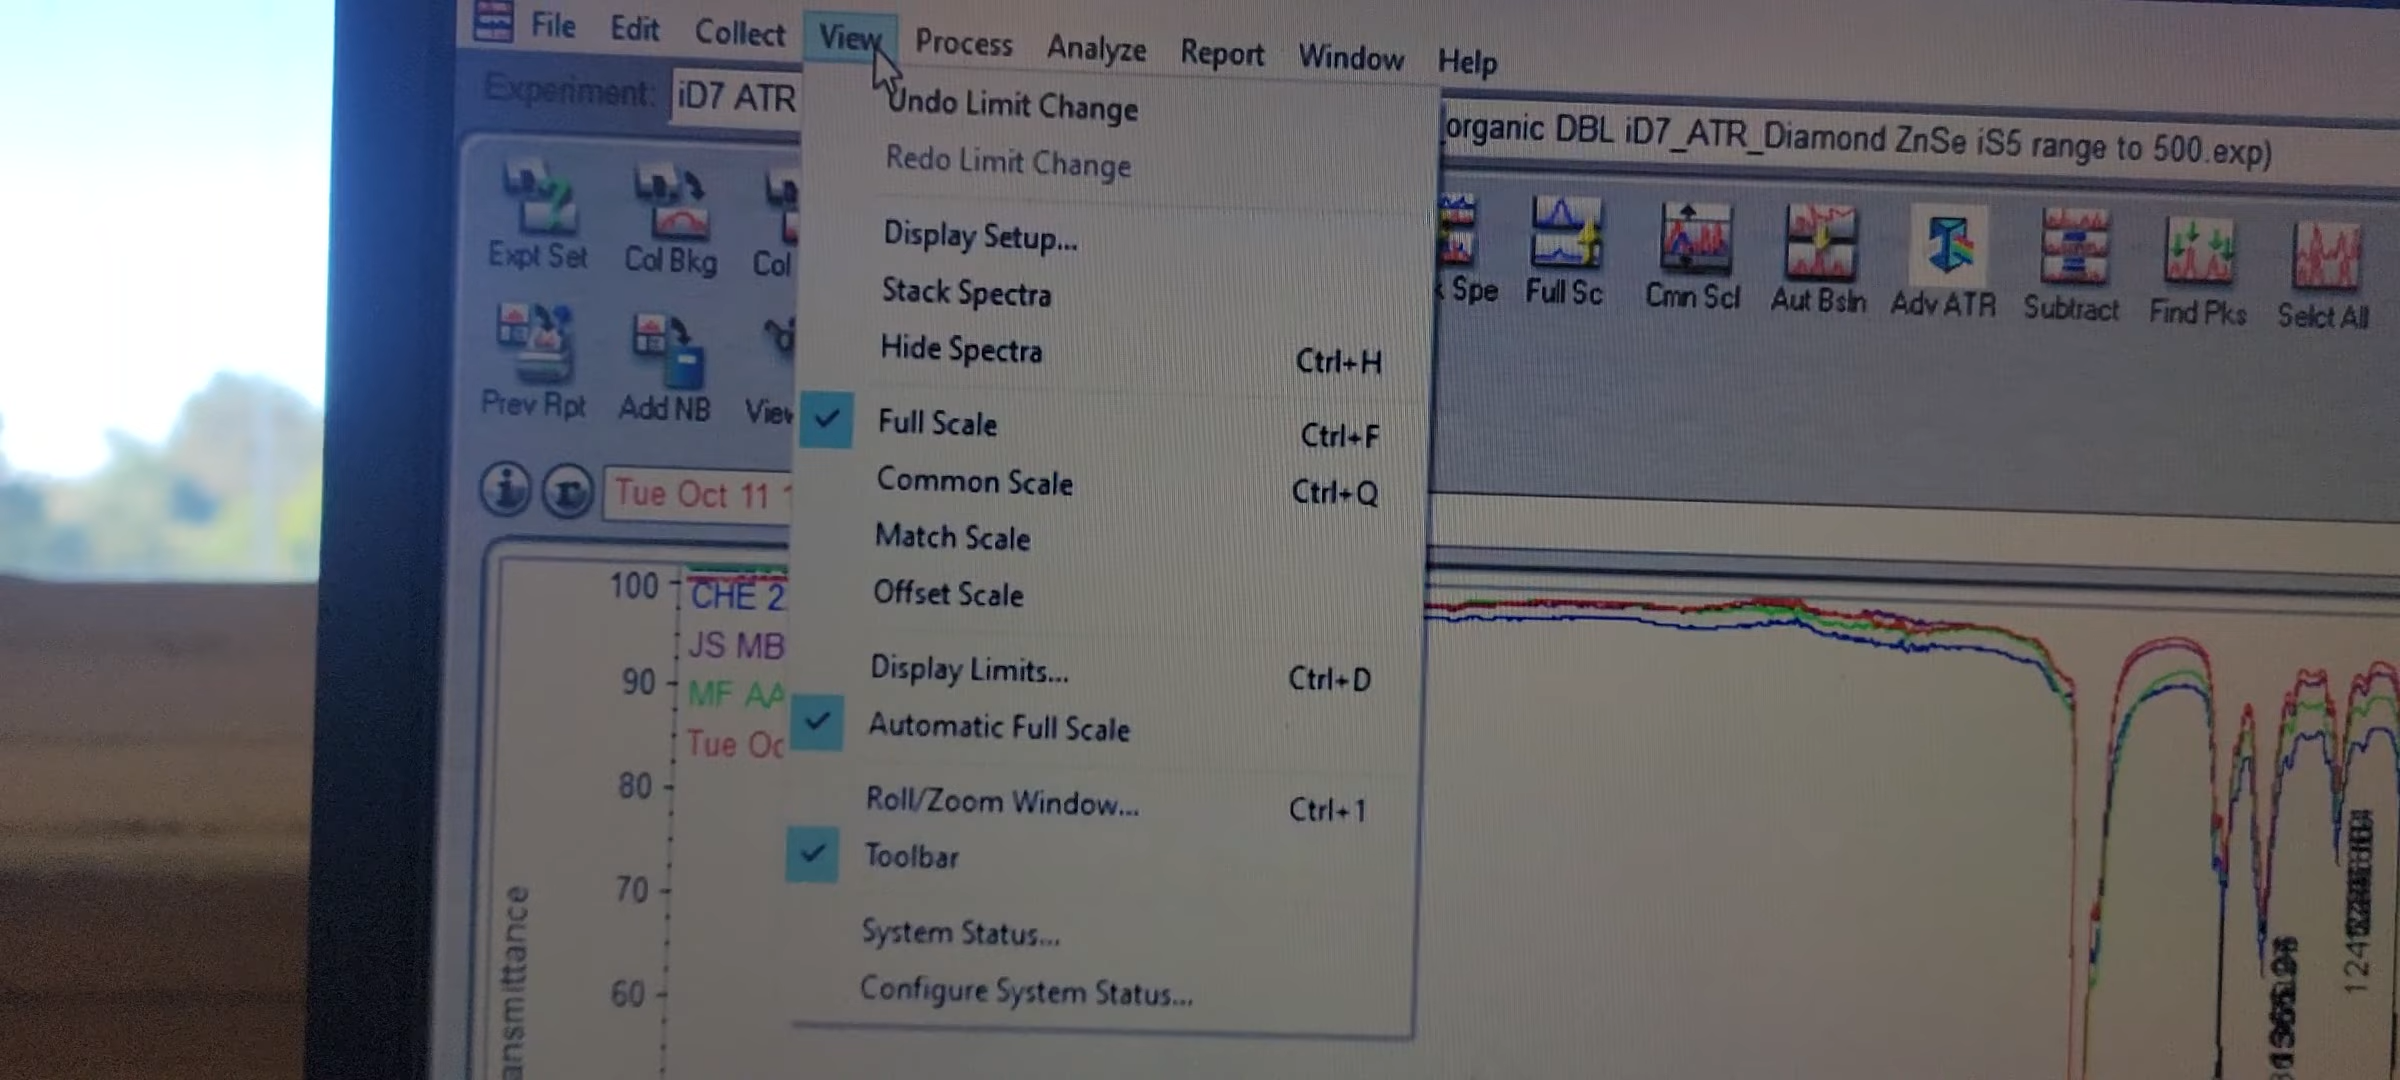 File Edit Collect View Process Analyze Report Window Help
Experiment: iD7 ATR
organic DBL iD7_ATR_Diamond ZnSe iS5 range to 500.exp)
Undo Limit Change
Redo Limit Change
Display Setup...
Stack Spectra
Hide Spectra Ctrl+H
Full Scale Ctrl+F
Common Scale Ctrl+Q
Match Scale
Offset Scale
Display Limits... Ctrl+D
Automatic Full Scale
Roll/Zoom Window... Ctrl+1
Toolbar
System Status...
Configure System Status...
Expt Set Col Bkg Col
Spe Full Sc Cmn Scl Aut Bsln Adv ATR Subtract Find Pks Selct All
Prev Rpt Add NB View
i r Tue Oct 11
100 CHE 2
JS MB
90 MF AA
Tue Oc
80
70
60
ansmittance